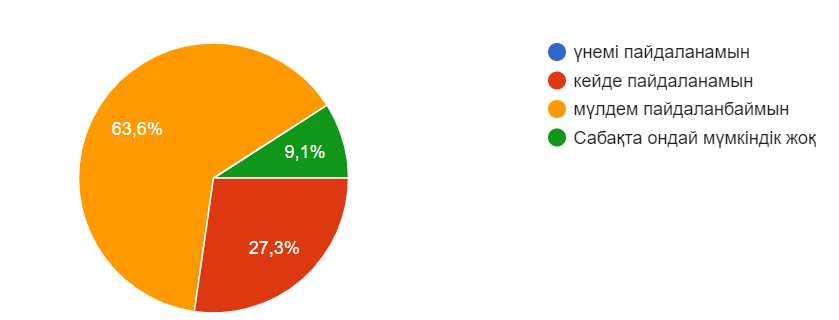 үнемі пайдаланамын
кейде пайдаланамын
мүлдем пайдаланбаймын
Сабақта ондай мүмкіндік жоқ
63,6%
9,1%
27,3%